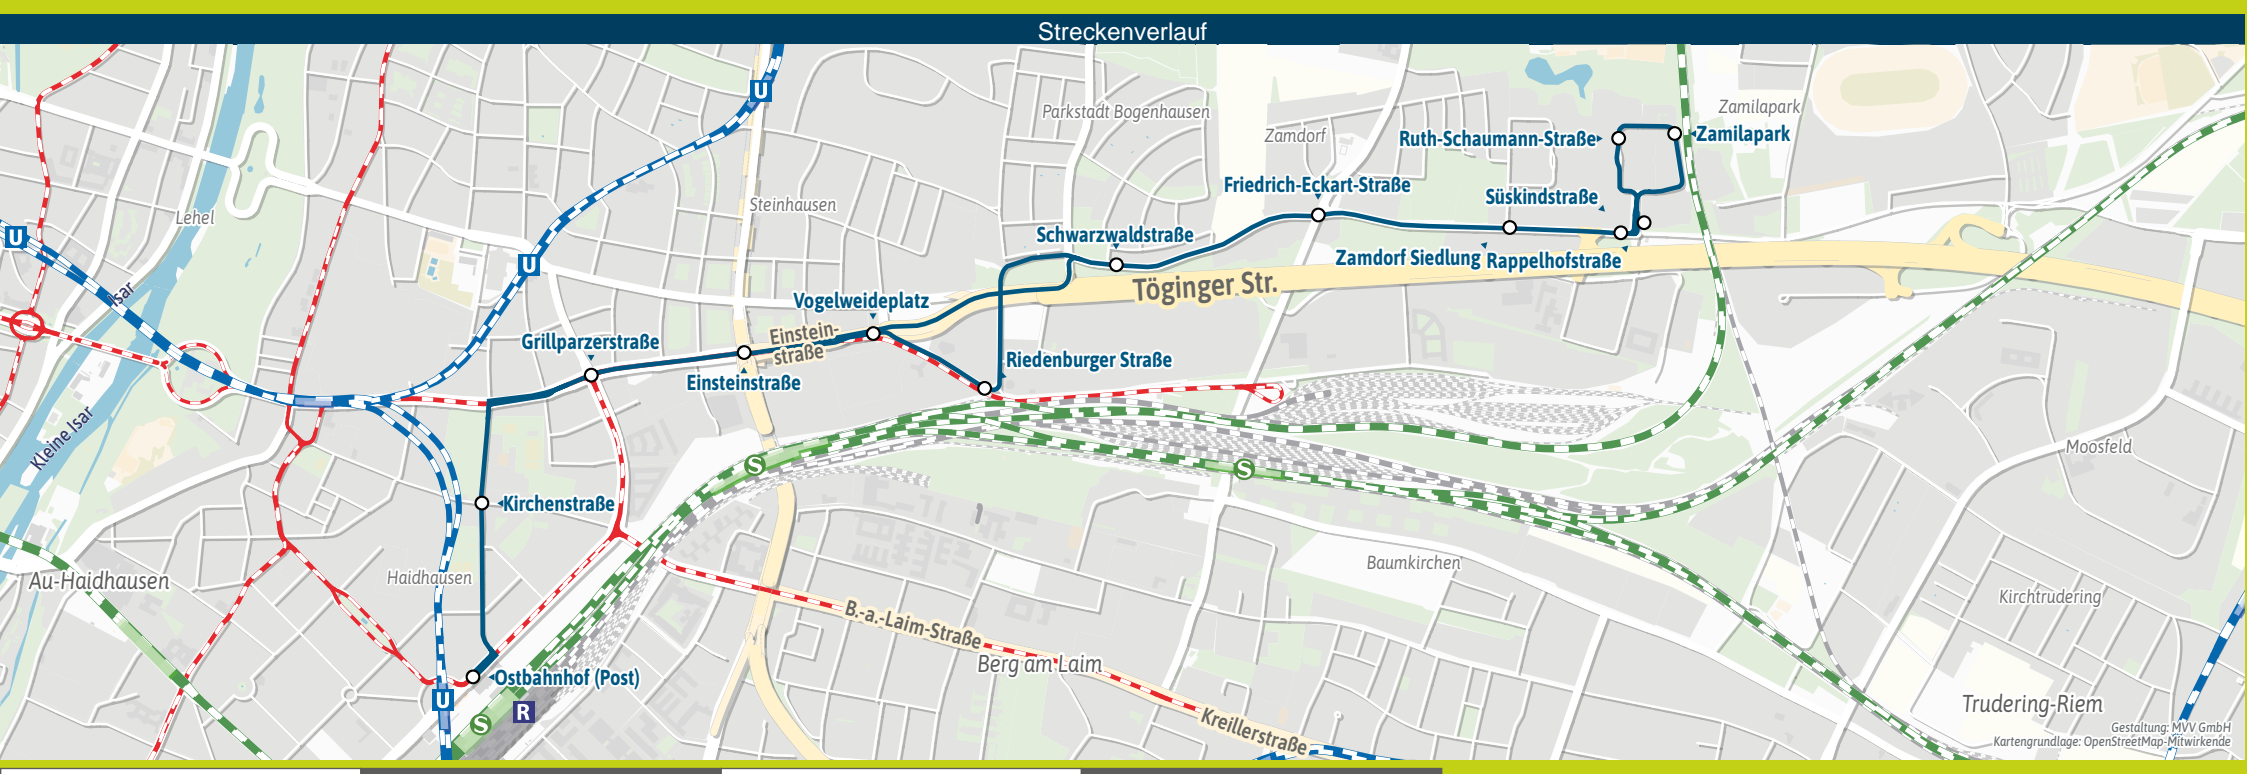 Streckenverlauf
U
Parkstadt Bogenhausen
Zamilapark
Zamdorf
Ruth-Schaumann-Straße
Zamilapark
Friedrich-Eckart-Straße
Süskindstraße
Steinhausen
Lehel
U
Schwarzwaldstraße
Zamdorf Siedlung
Rappelhofstraße
U
Isar
Töginger Str.
Vogelweideplatz
Einstein-
straße
Grillparzerstraße
Riedenburger Straße
Einsteinstraße
Kleine Isar
Moosfeld
S
S
Kirchenstraße
Baumkirchen
Au-Haidhausen
Haidhausen
Kirchtrudering
B.-a.-Laim-Straße
Berg am Laim
Ostbahnhof (Post)
U
R
S
Kreillerstraße
Trudering-Riem
Gestaltung: MVV GmbH
Kartengrundlage: OpenStreetMap-Mitwirkende